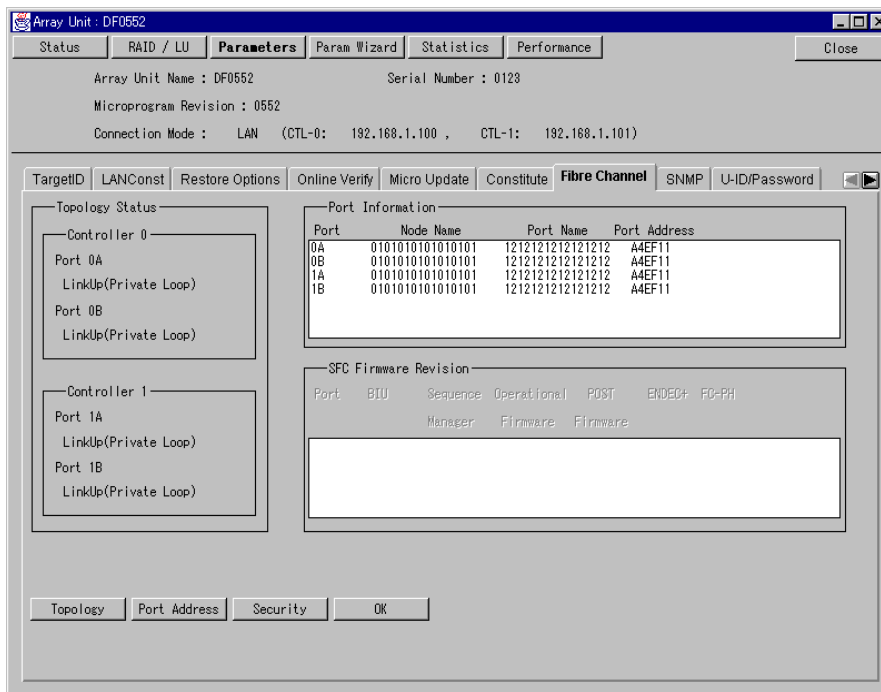 Array Unit : DF0552
Status RAID / LU Parameters Param Wizard Statistics Performance Close
Array Unit Name : DF0552 Serial Number : 0123
Microprogram Revision : 0552
Connection Mode : LAN (CTL-0: 192.168.1.100 , CTL-1: 192.168.1.101)
TargetID LANConst Restore Options Online Verify Micro Update Constitute Fibre Channel SNMP U-ID/Password
Topology Status
Controller 0
Port 0A
LinkUp(Private Loop)
Port 0B
LinkUp(Private Loop)
Controller 1
Port 1A
LinkUp(Private Loop)
Port 1B
LinkUp(Private Loop)
Port Information
Port Node Name Port Name Port Address
0A 0101010101010101 1212121212121212 A4EF11
0B 0101010101010101 1212121212121212 A4EF11
1A 0101010101010101 1212121212121212 A4EF11
1B 0101010101010101 1212121212121212 A4EF11
SFC Firmware Revision
Port BIU Sequence Operational POST ENDEC+ FC-PH
Manager Firmware Firmware
Topology Port Address Security OK